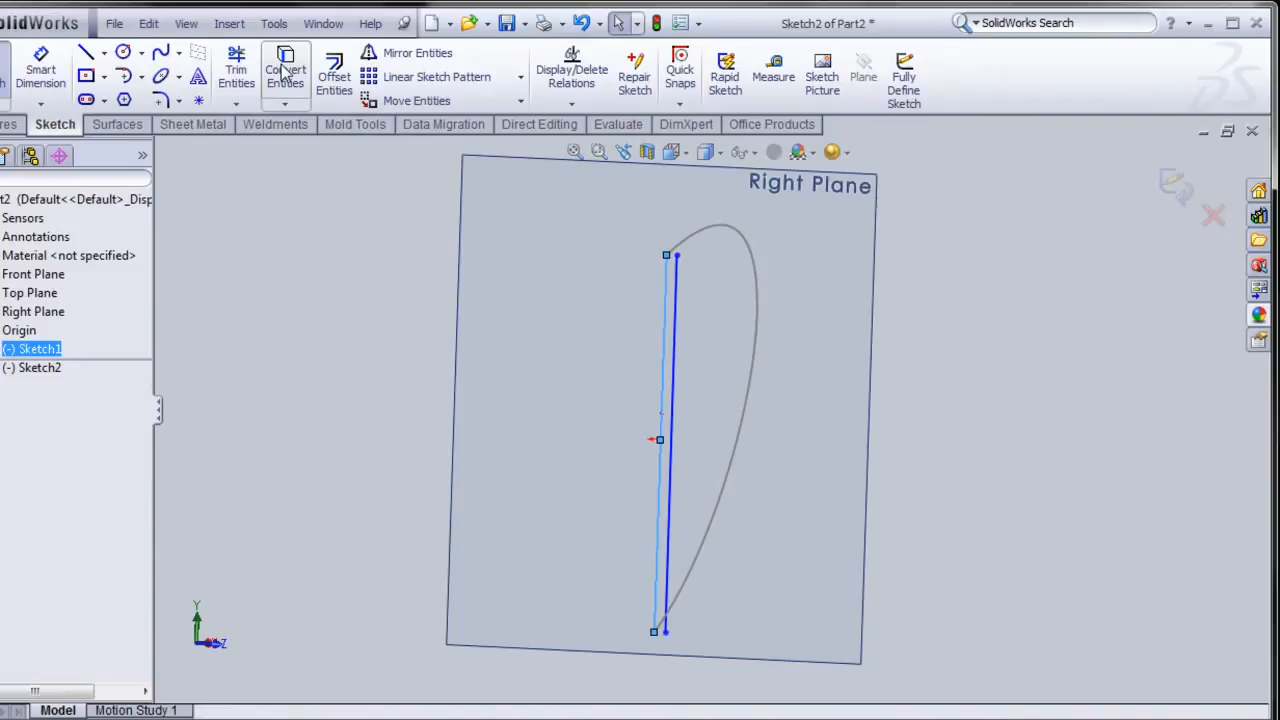 SolidWorks File Edit View Insert Tools Window Help Sketch2 of Part2 * SolidWorks Search
Smart Dimension
Trim Entities
Convert Entities
Offset Entities
Mirror Entities
Linear Sketch Pattern
Move Entities
Display/Delete Relations
Repair Sketch
Quick Snaps
Rapid Sketch
Measure
Sketch Picture
Plane
Fully Define Sketch
Sketch Surfaces Sheet Metal Weldments Mold Tools Data Migration Direct Editing Evaluate DimXpert Office Products
(Default<<Default>_Disp
Sensors
Annotations
Material <not specified>
Front Plane
Top Plane
Right Plane
Origin
(-) Sketch1
(-) Sketch2
Right Plane
Y
Z
Model Motion Study 1